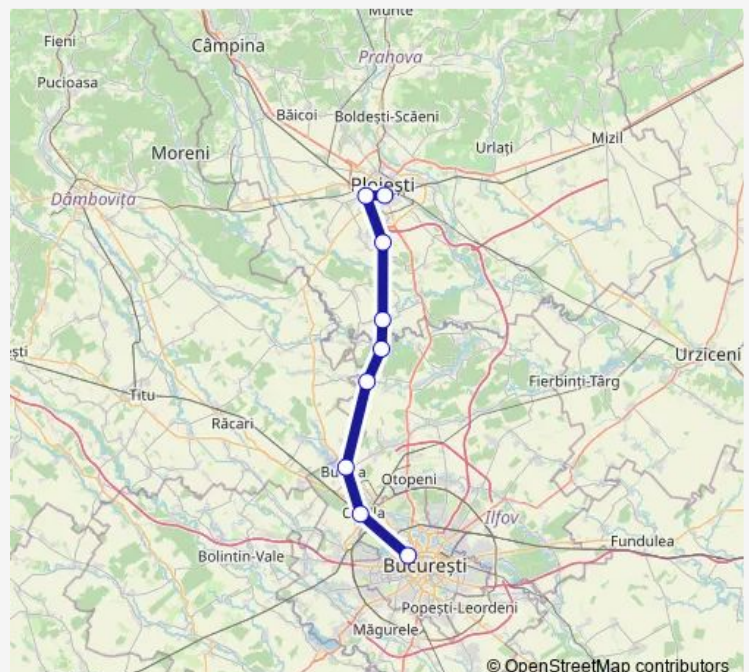 Munte
Fieni
Câmpina
Prahova
Pucioasa
Băicoi
Boldești-Scăeni
Mizil
Urlați
Moreni
Ploiești
Dâmbovița
ști
Urziceni
Titu
Fierbinți-Târg
Răcari
Otopeni
Ilfov
Fundulea
Bolintin-Vale
București
Popești-Leordeni
Măgurele
© OpenStreetMap contributors